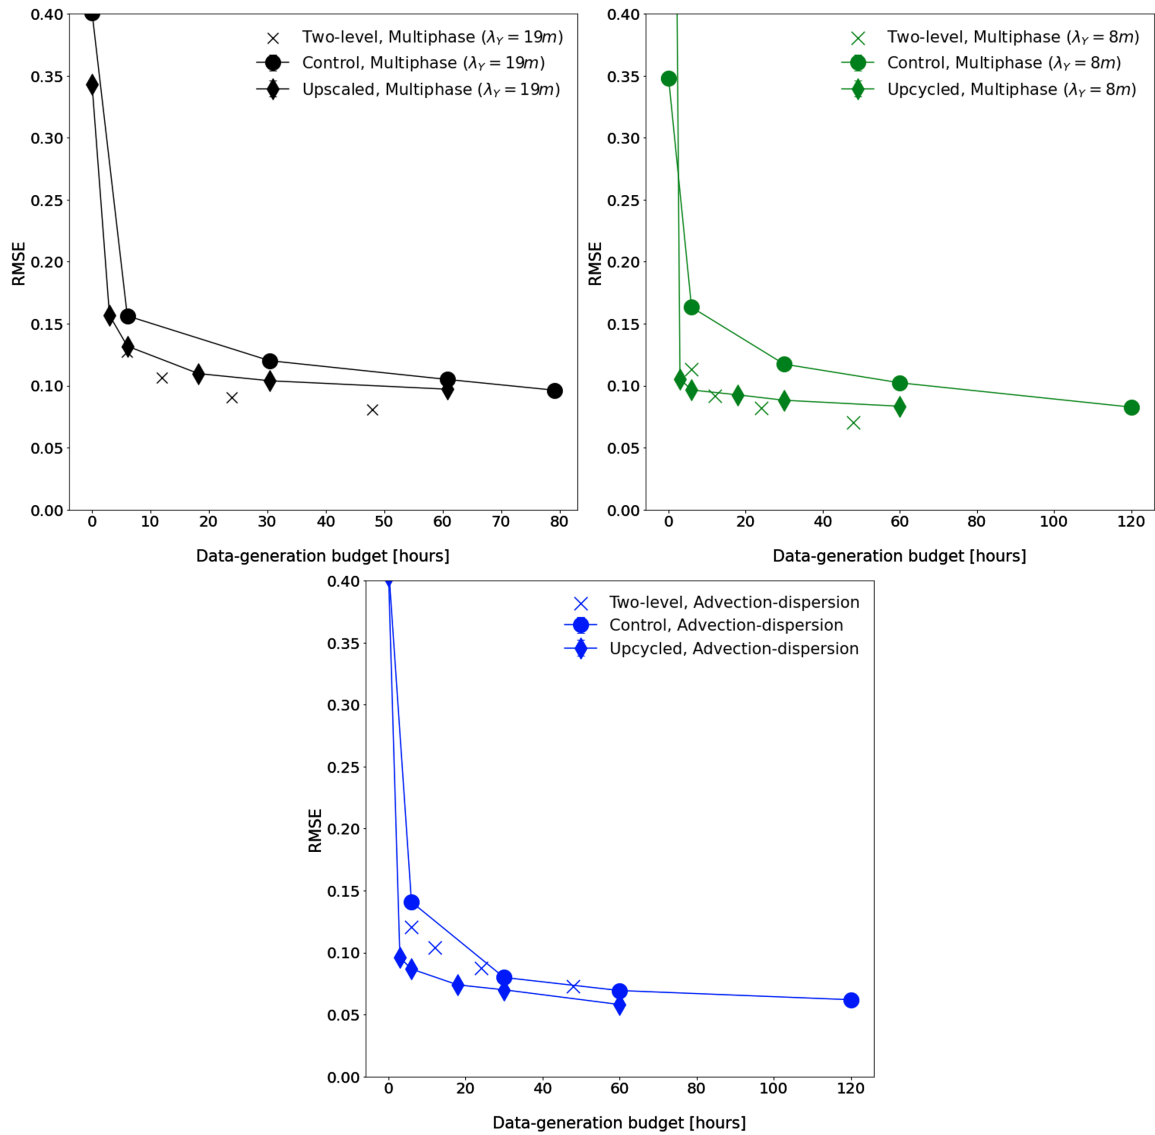 0.40
0.35
0.30
0.25
0.20
0.15
0.10
0.05
0.00
RMSE
Two-level, Multiphase (λ_Y = 19m)
Control, Multiphase (λ_Y = 19m)
Upscaled, Multiphase (λ_Y = 19m)
0 10 20 30 40 50 60 70 80
Data-generation budget [hours]
0.40
0.35
0.30
0.25
0.20
0.15
0.10
0.05
0.00
RMSE
Two-level, Multiphase (λ_Y = 8m)
Control, Multiphase (λ_Y = 8m)
Upcycled, Multiphase (λ_Y = 8m)
0 20 40 60 80 100 120
Data-generation budget [hours]
0.40
0.35
0.30
0.25
0.20
0.15
0.10
0.05
0.00
RMSE
Two-level, Advection-dispersion
Control, Advection-dispersion
Upcycled, Advection-dispersion
0 20 40 60 80 100 120
Data-generation budget [hours]